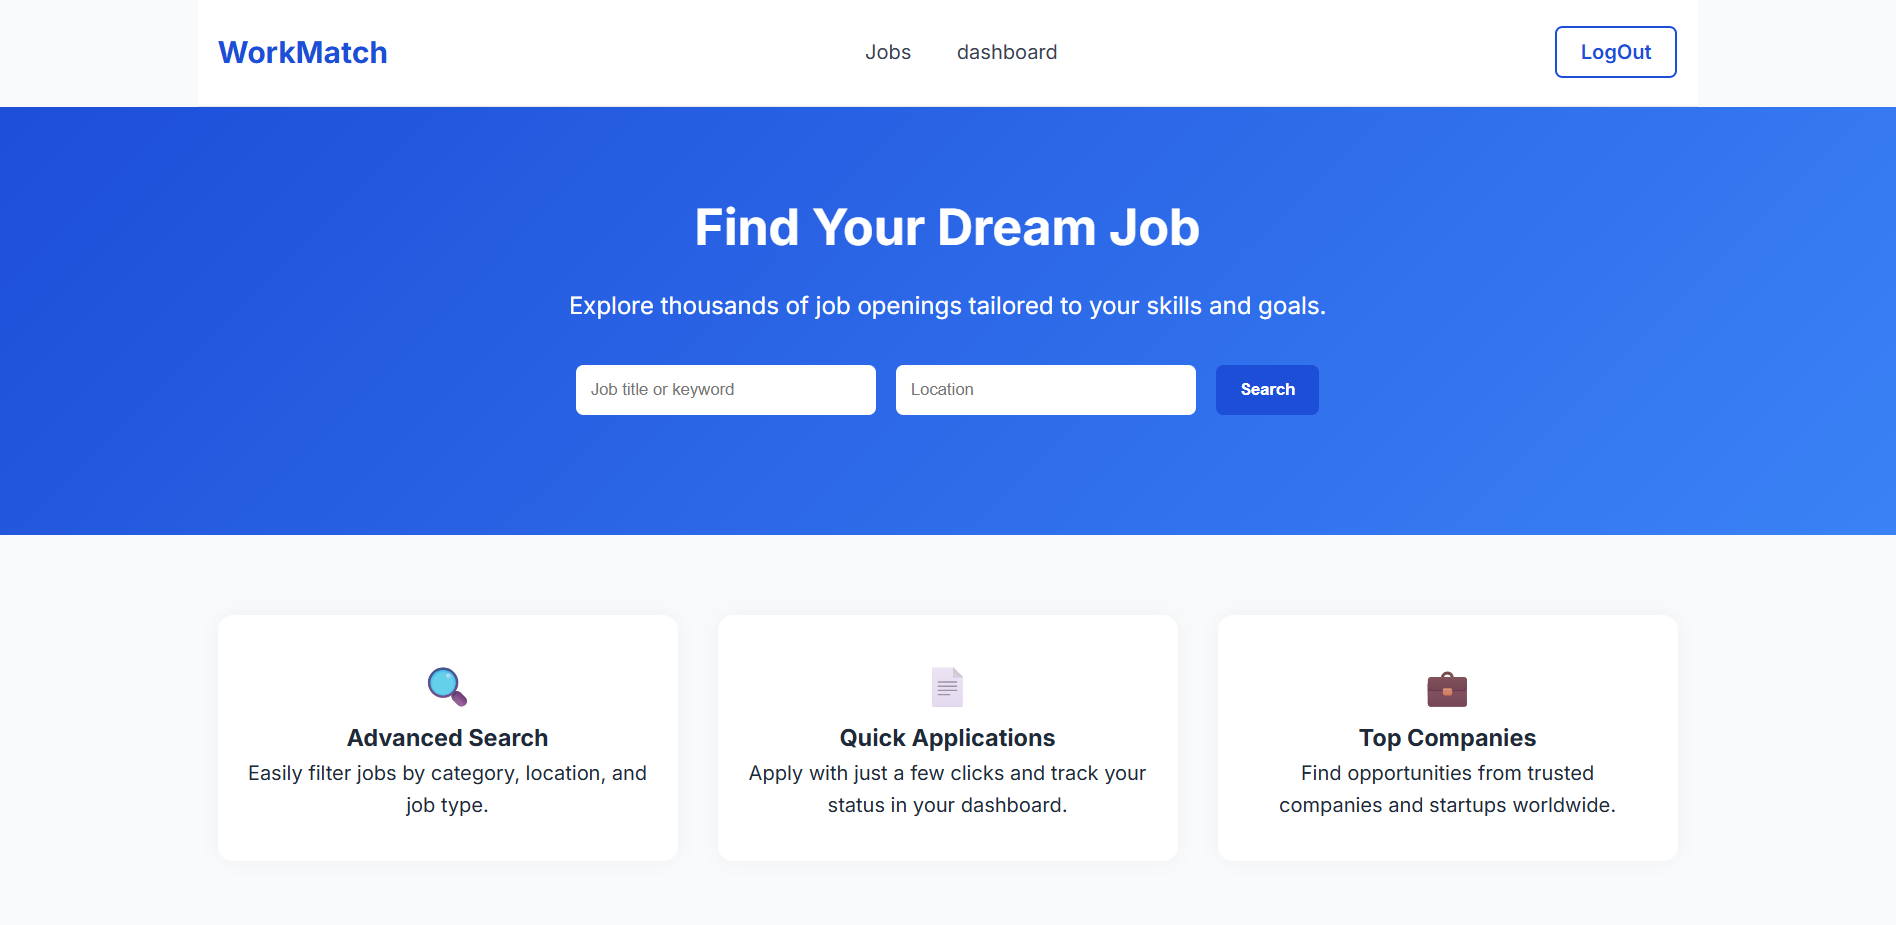 WorkMatch
Jobs
dashboard
LogOut
Find Your Dream Job
Explore thousands of job openings tailored to your skills and goals.
Job title or keyword
Location
Search
Advanced Search
Easily filter jobs by category, location, and
job type.
Quick Applications
Apply with just a few clicks and track your
status in your dashboard.
Top Companies
Find opportunities from trusted
companies and startups worldwide.